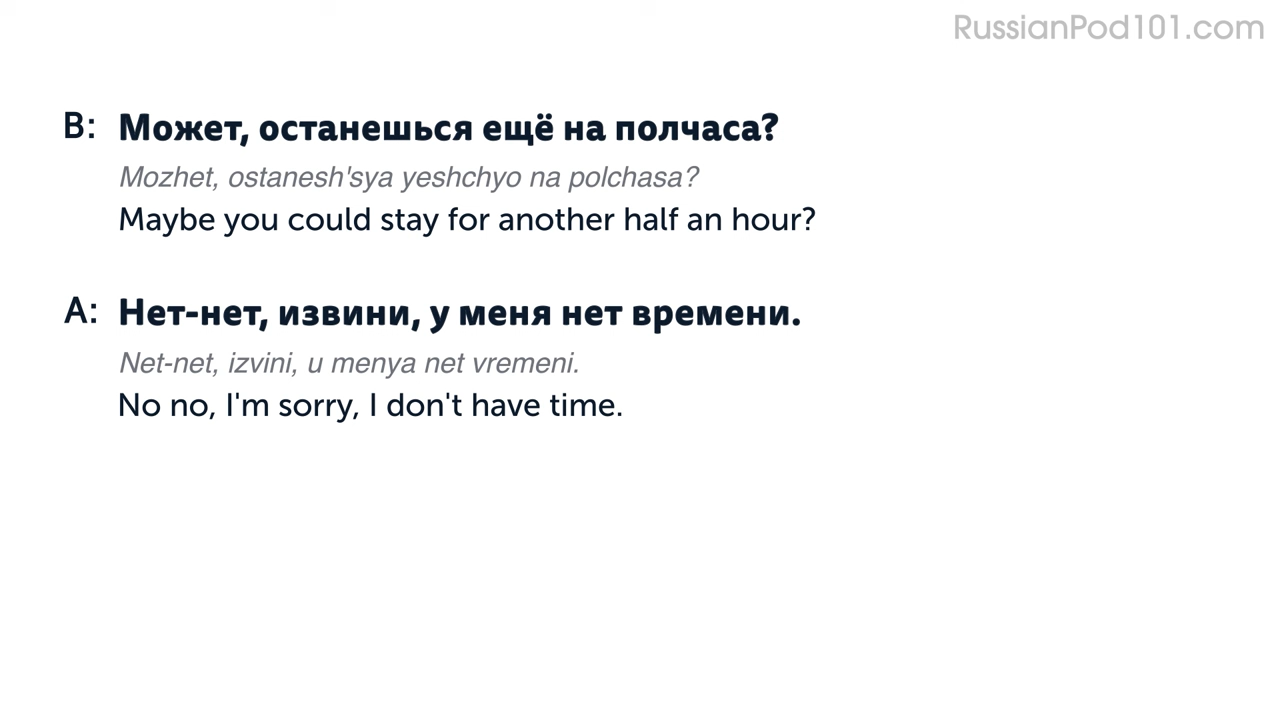 RussianPod101.com
B: Может, останешься ещё на полчаса?
Mozhet, ostanesh'sya yeshchyo na polchasa?
Maybe you could stay for another half an hour?
A: Нет-нет, извини, у меня нет времени.
Net-net, izvini, u menya net vremeni.
No no, I'm sorry, I don't have time.